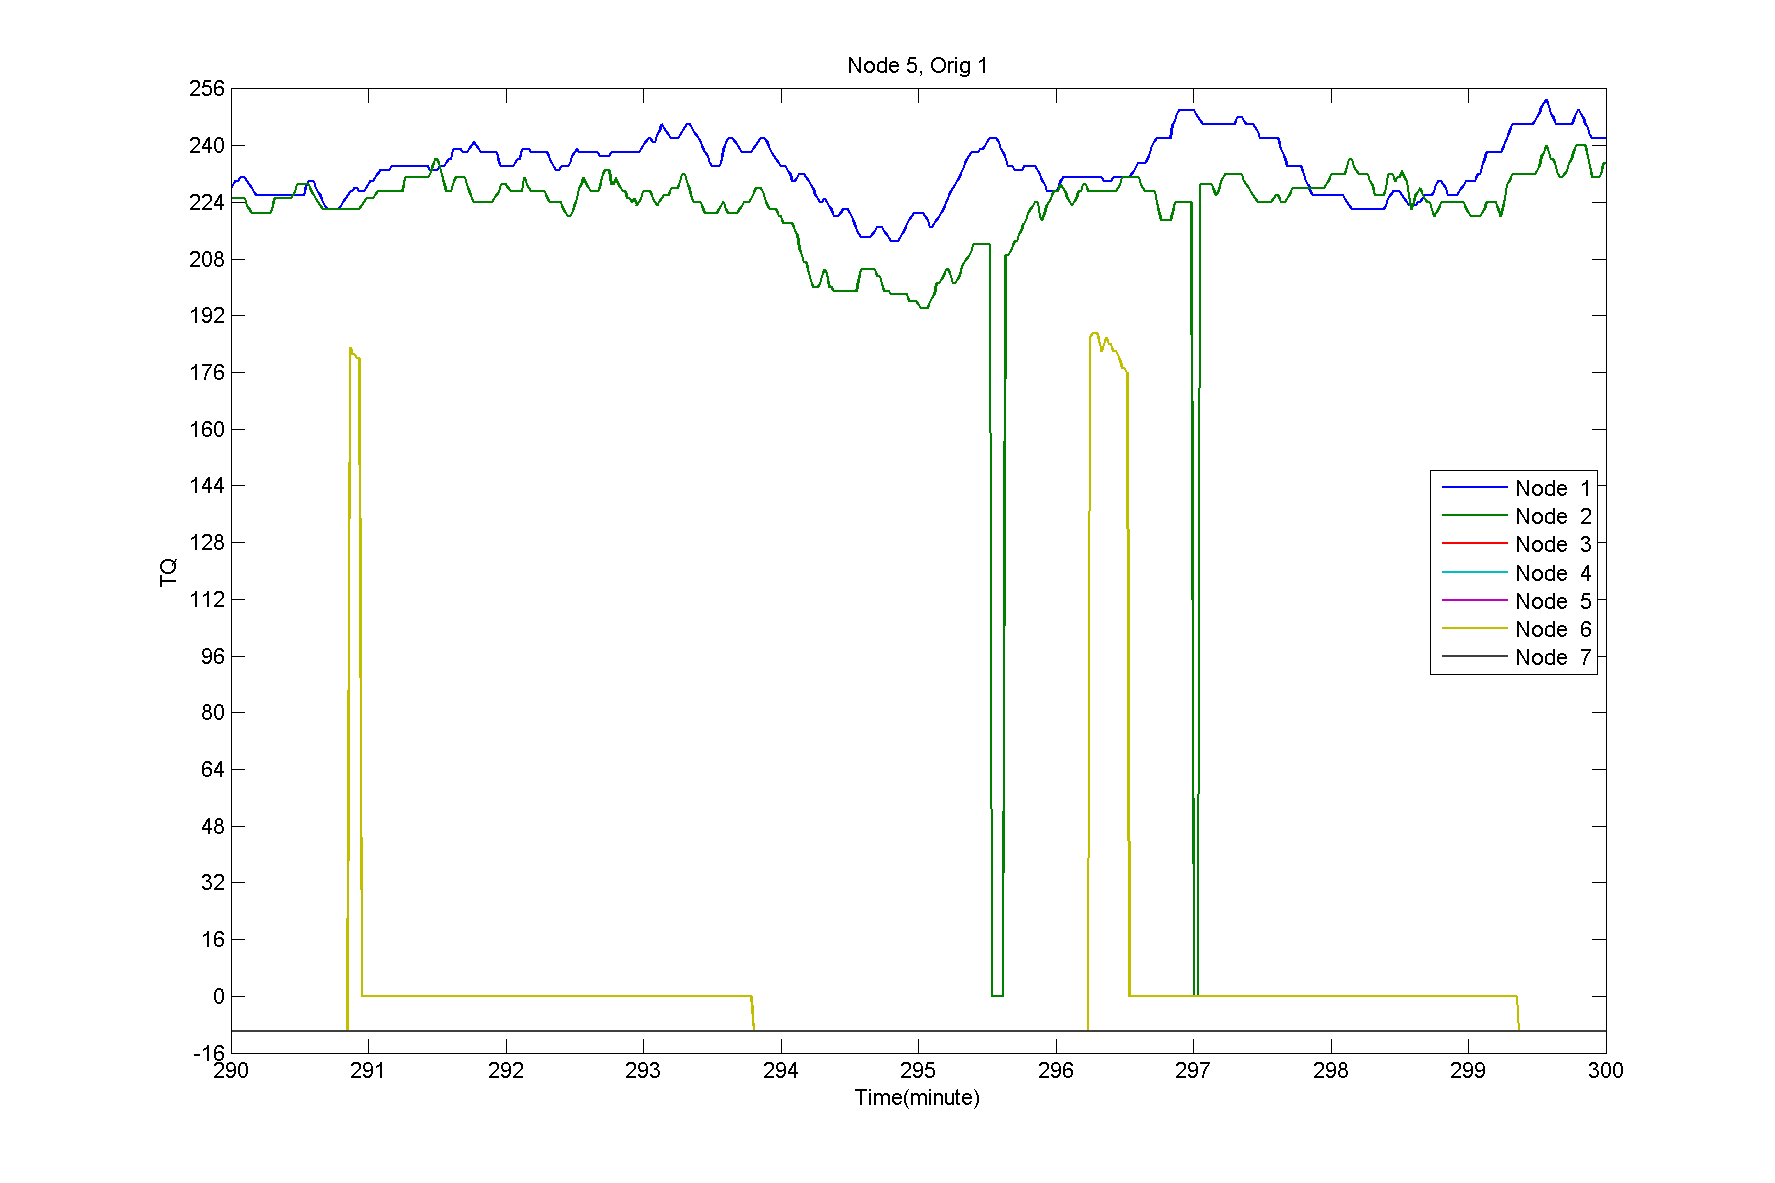 Node 5, Orig 1
256
240
224
208
192
176
160
144
128
112
96
80
64
48
32
16
0
-16
TQ
Node 1
Node 2
Node 3
Node 4
Node 5
Node 6
Node 7
290 291 292 293 294 295 296 297 298 299 300
Time(minute)